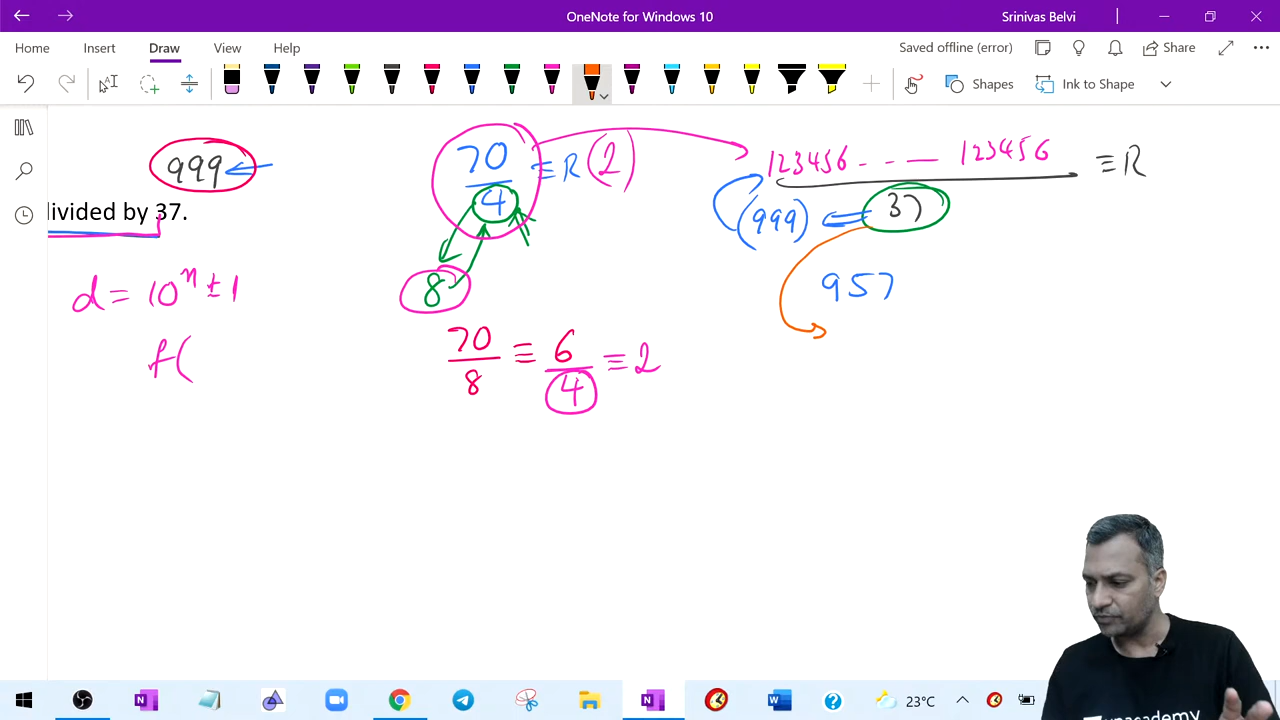 OneNote for Windows 10
Srinivas Belvi
Home Insert Draw View Help
Saved offline (error)
Share
Shapes
Ink to Shape
999
divided by 37.
d = 10ⁿ ± 1
f(
70
4
≡ R 2
8
70
8
≡ 6
4
≡ 2
123456 - - - 123456 ≡ R
(999) 37
957
23°C